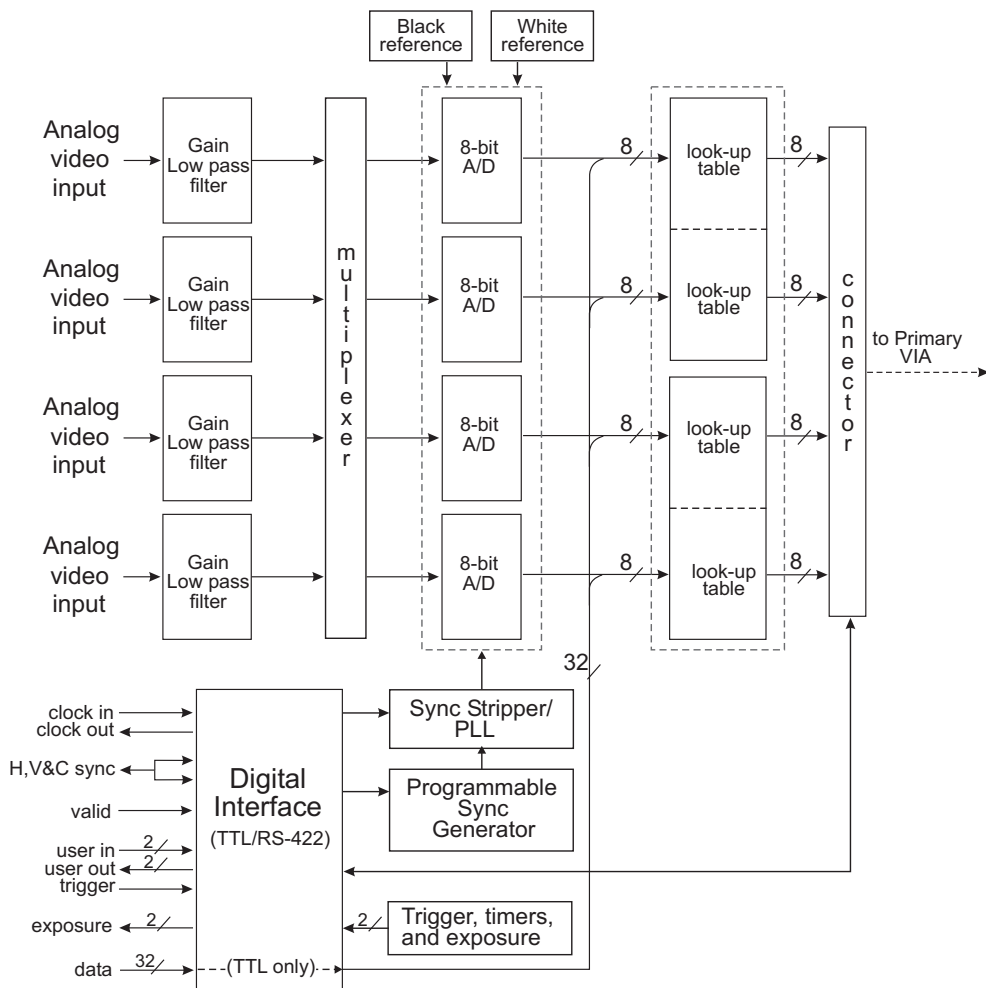 Black
reference
White
reference
Analog
video
input
Gain
Low pass
filter
8-bit
A/D
8
look-up
table
8
Analog
video
input
Gain
Low pass
filter
8-bit
A/D
8
look-up
table
8
Analog
video
input
Gain
Low pass
filter
8-bit
A/D
8
look-up
table
8
Analog
video
input
Gain
Low pass
filter
8-bit
A/D
8
look-up
table
8
multiplexer
connector
to Primary
VIA
32
clock in
clock out
H,V&C sync
valid
user in
2
user out
2
trigger
exposure
2
data
32
Digital
Interface
(TTL/RS-422)
(TTL only)
Sync Stripper/
PLL
Programmable
Sync
Generator
2
Trigger, timers,
and exposure